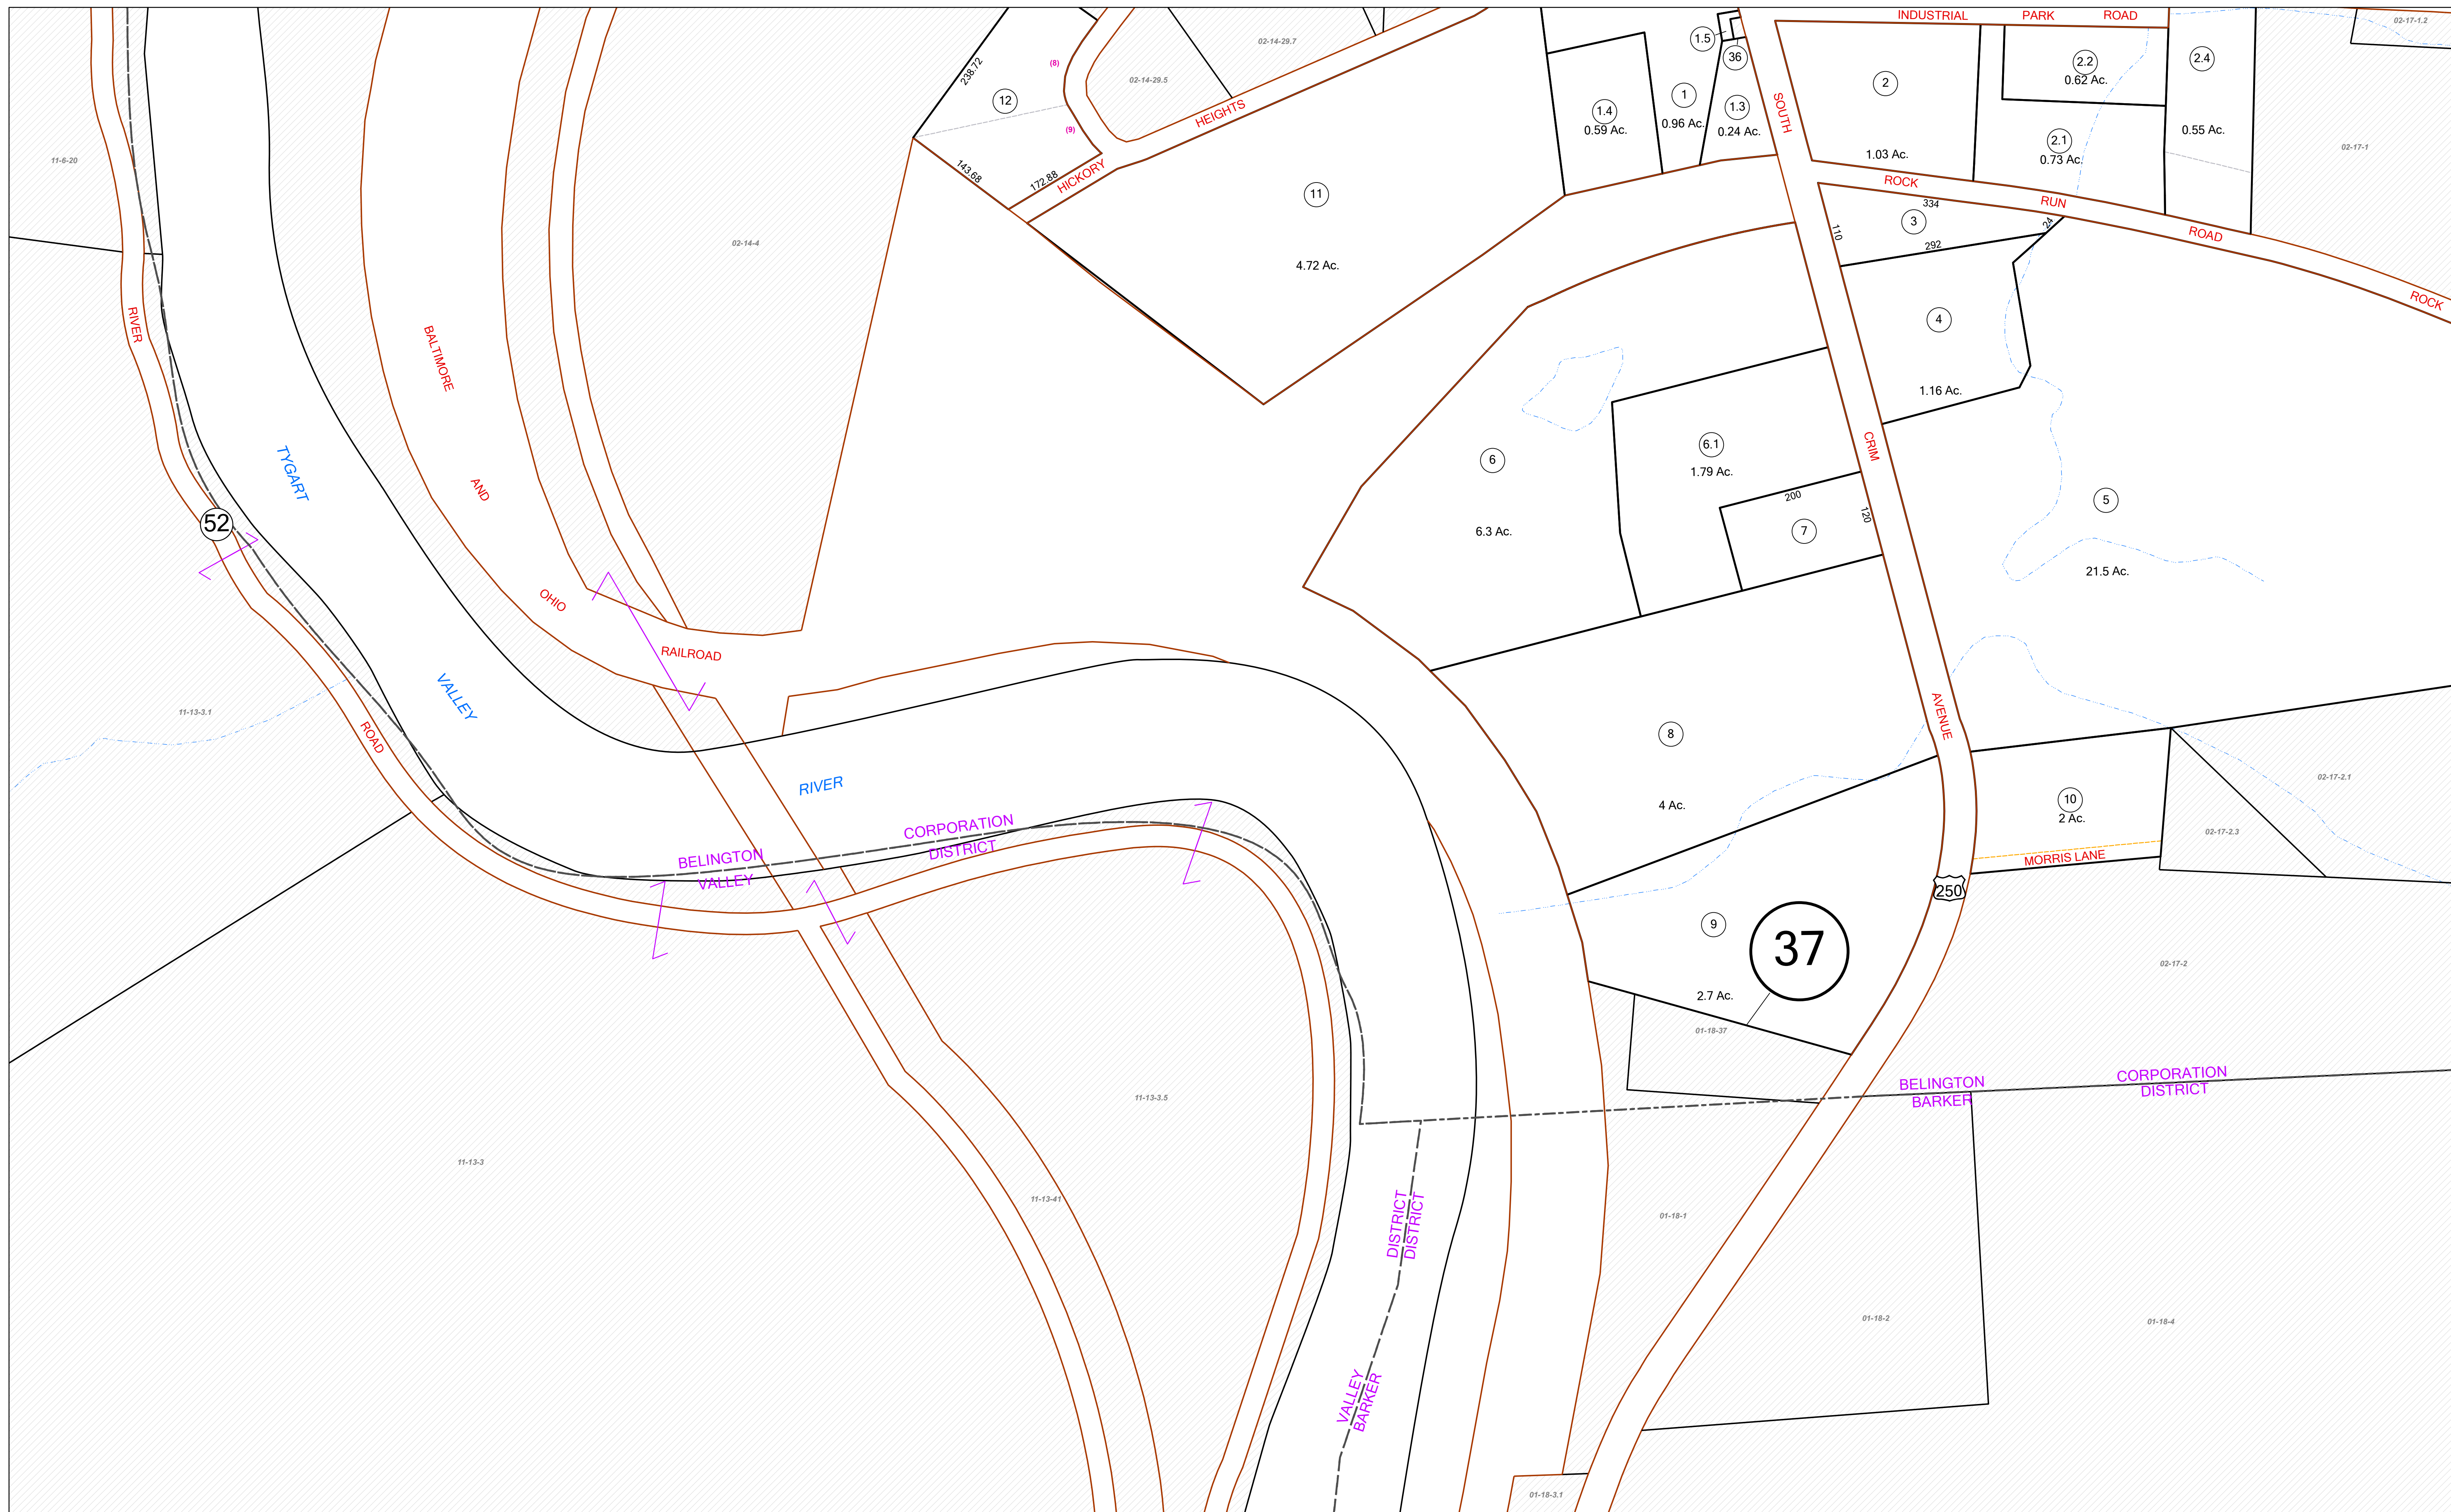 INDUSTRIAL PARK ROAD
02-17-1.2
02-14-29.7
02-14-29.5
238.72
(8)
12
(9)
143.68
172.88
HICKORY
HEIGHTS
11
4.72 Ac.
1.5
36
1.4
0.59 Ac.
1
0.96 Ac.
1.3
0.24 Ac.
SOUTH
2
1.03 Ac.
2.2
0.62 Ac.
2.1
0.73 Ac.
2.4
0.55 Ac.
02-17-1
11-6-20
02-14-4
ROCK
RUN
ROAD
ROCK
334
3
110
292
24
4
1.16 Ac.
RIVER
BALTIMORE
AND
OHIO
RAILROAD
TYGART
VALLEY
RIVER
52
ROAD
6
6.3 Ac.
6.1
1.79 Ac.
200
120
7
CRIM
5
21.5 Ac.
AVENUE
8
4 Ac.
10
2 Ac.
MORRIS LANE
02-17-2.1
02-17-2.3
250
9
2.7 Ac.
37
01-18-37
02-17-2
11-13-3.1
BELINGTON
CORPORATION
VALLEY
DISTRICT
BELINGTON
CORPORATION
BARKER
DISTRICT
11-13-3.5
11-13-3
11-13-41
DISTRICT
DISTRICT
VALLEY
BARKER
01-18-1
01-18-2
01-18-4
01-18-3.1